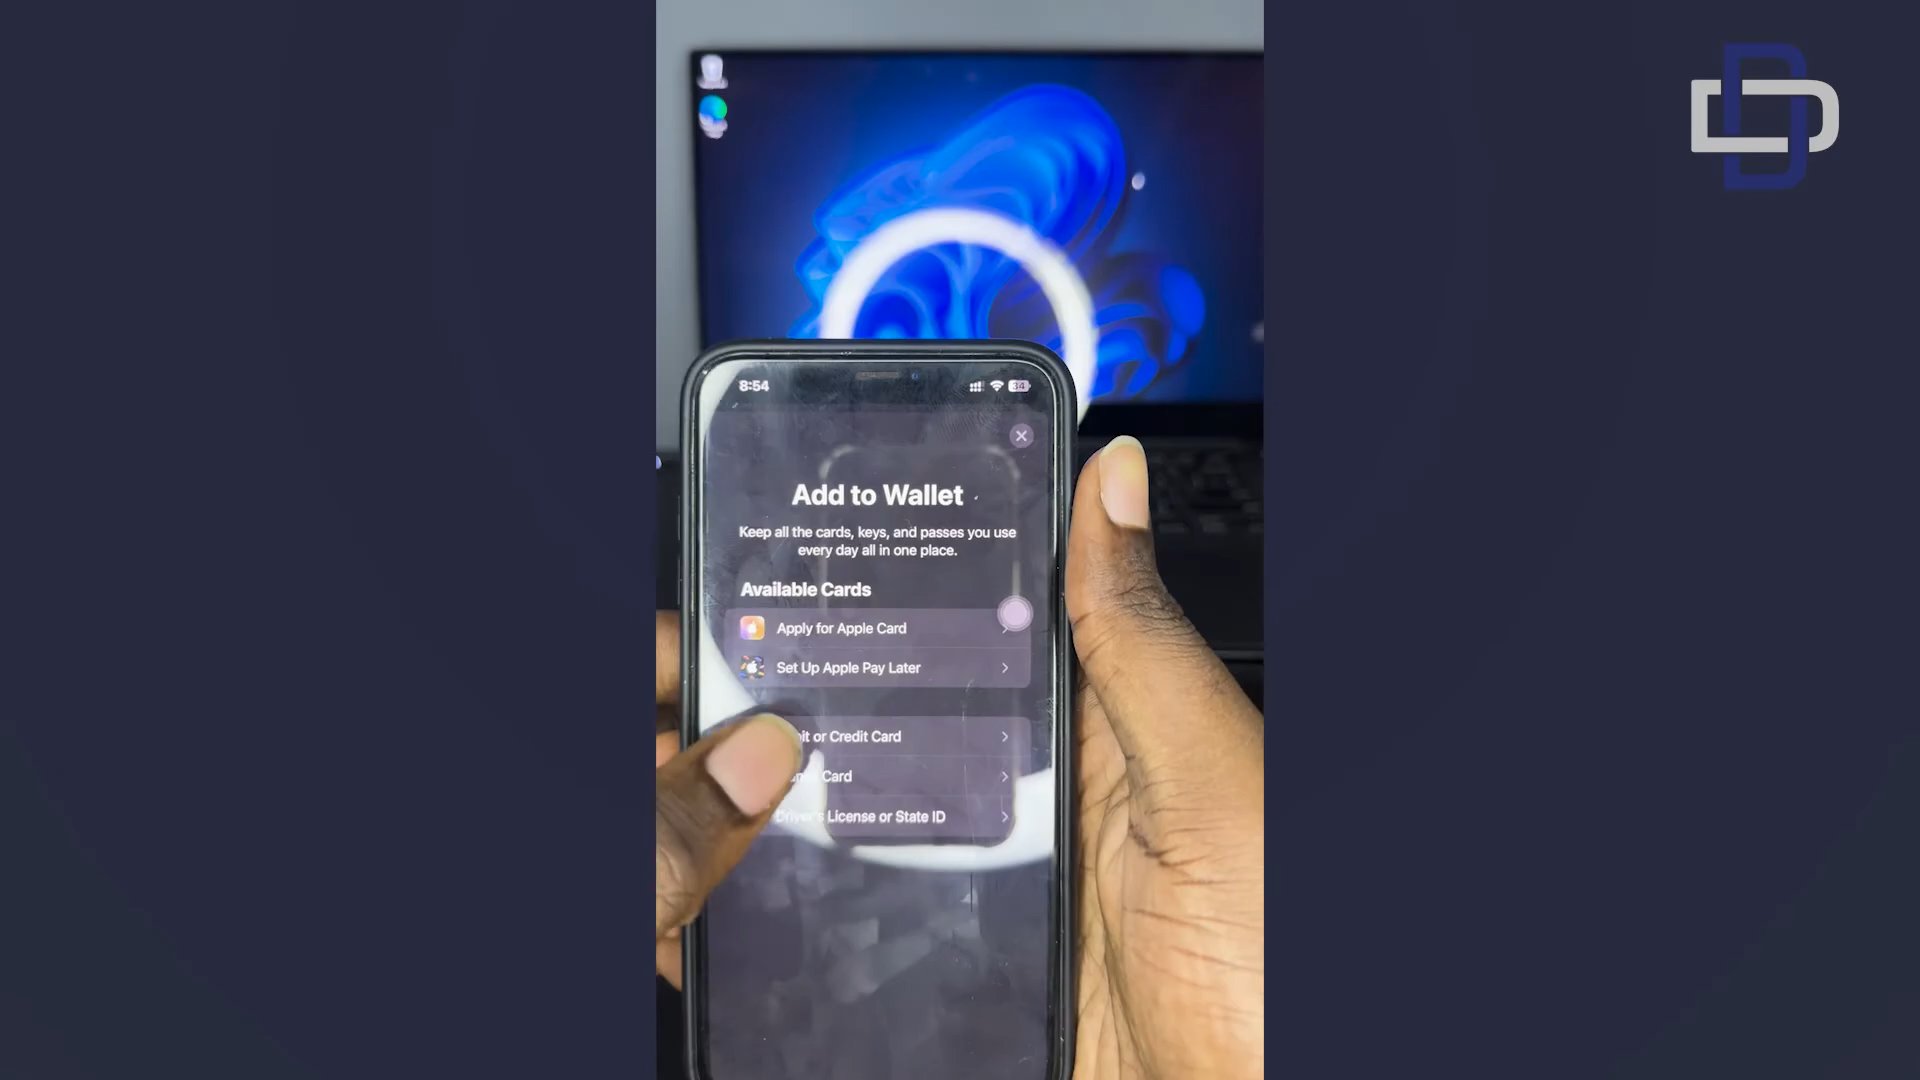 8:54
34
Add to Wallet
Keep all the cards, keys, and passes you use
every day all in one place.
Available Cards
Apply for Apple Card
Set Up Apple Pay Later
or Credit Card
Card
Driver's License or State ID